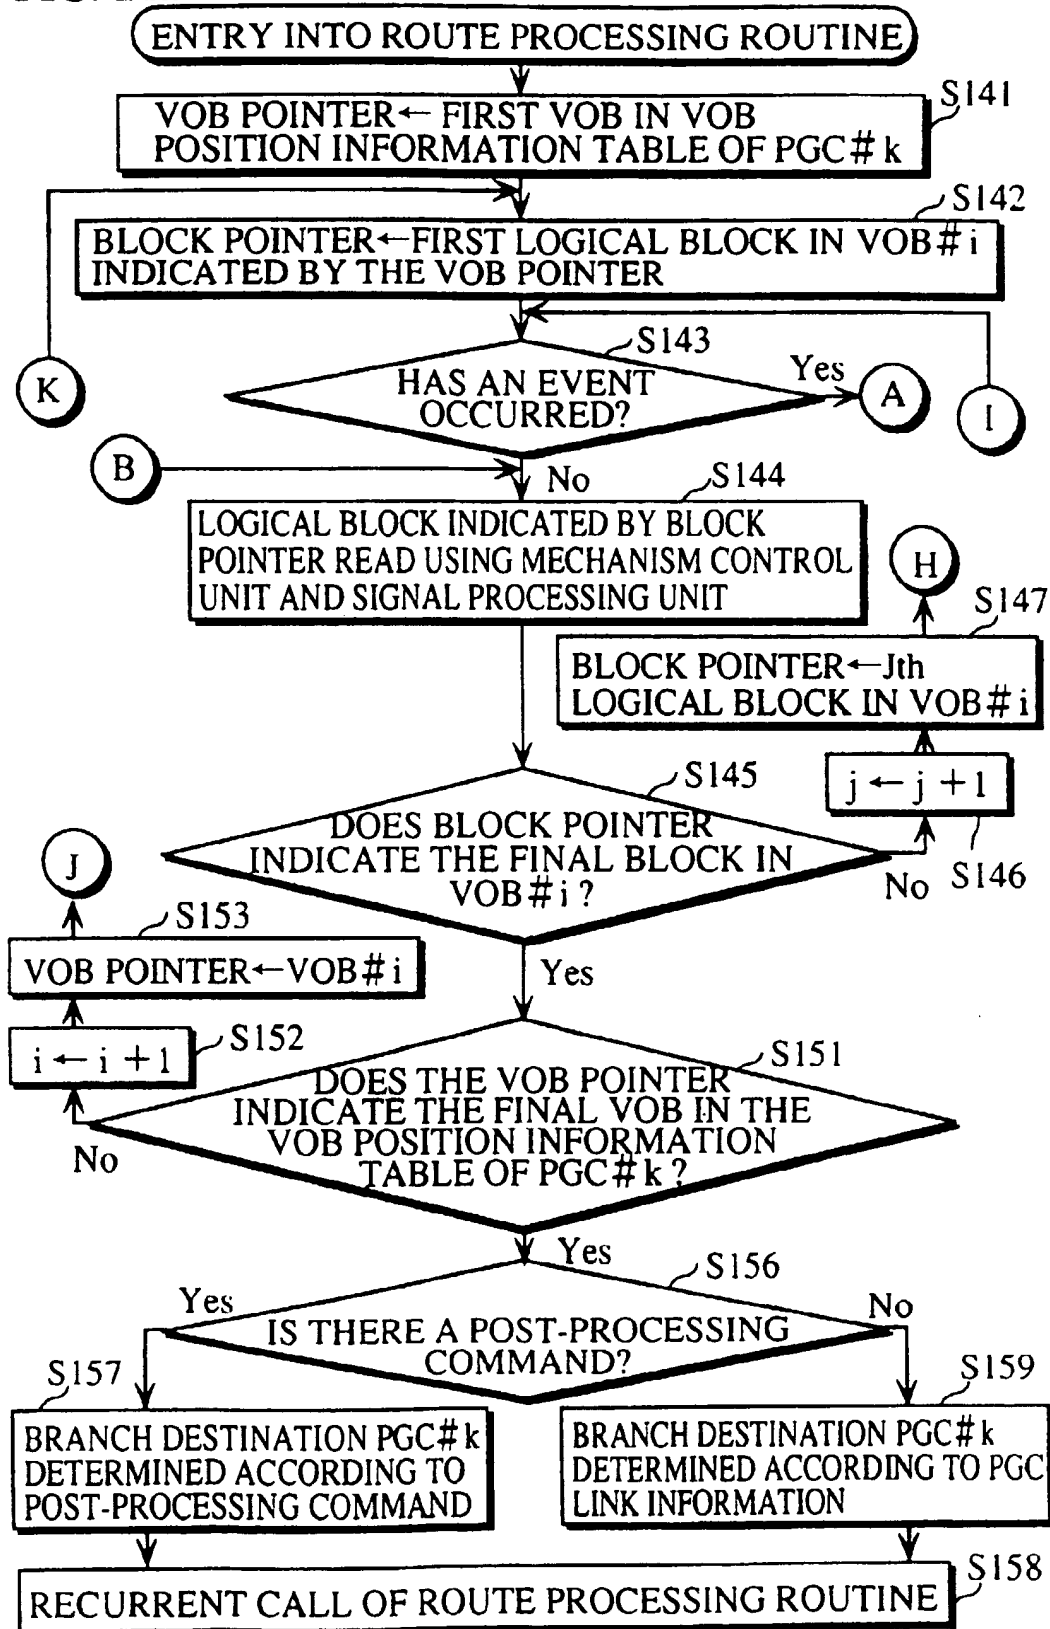 ENTRY INTO ROUTE PROCESSING ROUTINE
S141
VOB POINTER←FIRST VOB IN VOB
POSITION INFORMATION TABLE OF PGC#k
S142
BLOCK POINTER←FIRST LOGICAL BLOCK IN VOB#i
INDICATED BY THE VOB POINTER
S143
HAS AN EVENT
OCCURRED?
Yes
A
K
I
B
No
S144
LOGICAL BLOCK INDICATED BY BLOCK
POINTER READ USING MECHANISM CONTROL
UNIT AND SIGNAL PROCESSING UNIT
H
S147
BLOCK POINTER←Jth
LOGICAL BLOCK IN VOB#i
j←j+1
S146
S145
DOES BLOCK POINTER
INDICATE THE FINAL BLOCK IN
VOB#i?
No
Yes
J
S153
VOB POINTER←VOB#i
S152
i←i+1
S151
DOES THE VOB POINTER
INDICATE THE FINAL VOB IN THE
VOB POSITION INFORMATION
TABLE OF PGC#k?
No
Yes
S156
IS THERE A POST-PROCESSING
COMMAND?
Yes
No
S157
BRANCH DESTINATION PGC#k
DETERMINED ACCORDING TO
POST-PROCESSING COMMAND
S159
BRANCH DESTINATION PGC#k
DETERMINED ACCORDING TO PGC
LINK INFORMATION
S158
RECURRENT CALL OF ROUTE PROCESSING ROUTINE